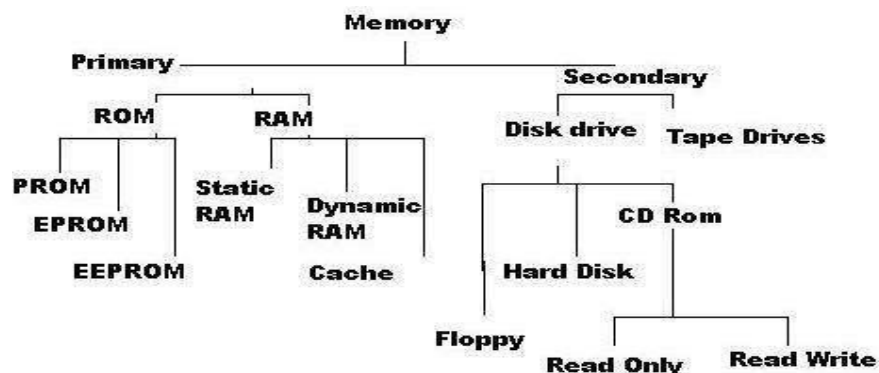 Memory
Primary
Secondary
ROM
RAM
Disk drive
Tape Drives
PROM
EPROM
EEPROM
Static
RAM
Dynamic
RAM
Cache
CD Rom
Hard Disk
Floppy
Read Only
Read Write